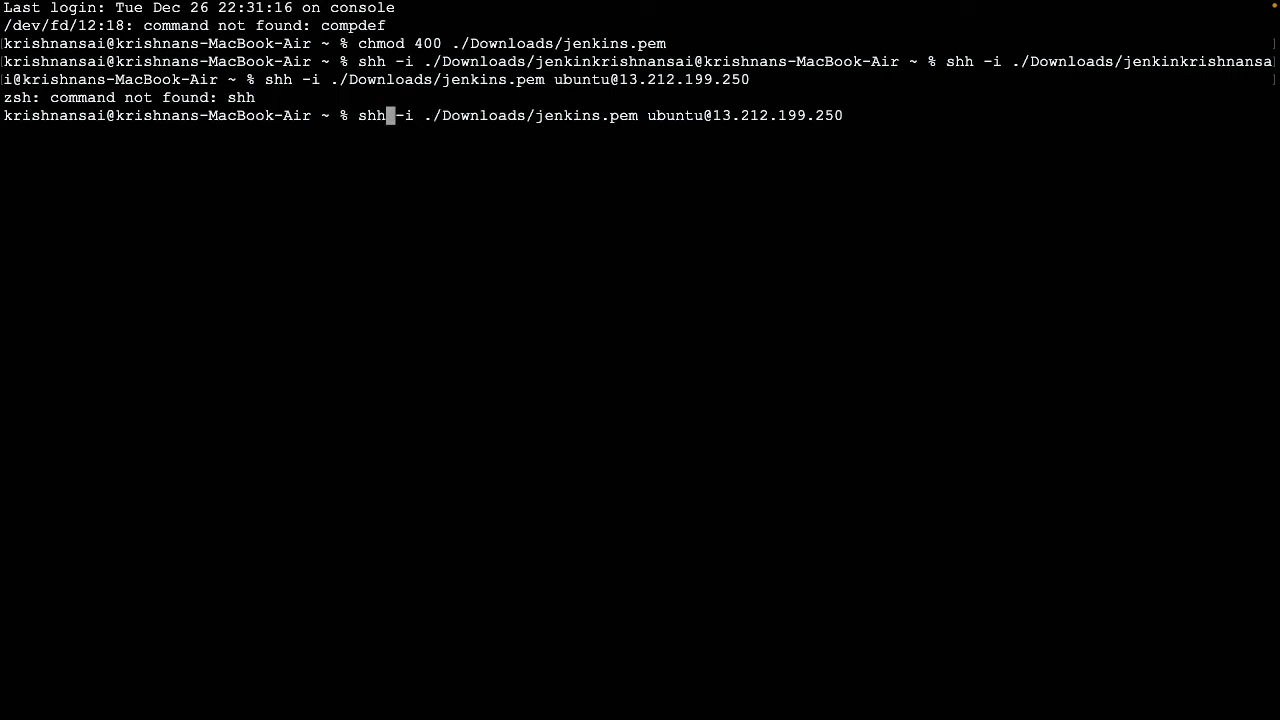 Last login: Tue Dec 26 22:31:16 on console
/dev/fd/12:18: command not found: compdef
[krishnansai@krishnans-MacBook-Air ~ % chmod 400 ./Downloads/jenkins.pem ]
[krishnansai@krishnans-MacBook-Air ~ % shh -i ./Downloads/jenkinkrishnansai@krishnans-MacBook-Air ~ % shh -i ./Downloads/jenkinkrishnansa]
[i@krishnans-MacBook-Air ~ % shh -i ./Downloads/jenkins.pem ubuntu@13.212.199.250 ]
zsh: command not found: shh
krishnansai@krishnans-MacBook-Air ~ % shh -i ./Downloads/jenkins.pem ubuntu@13.212.199.250